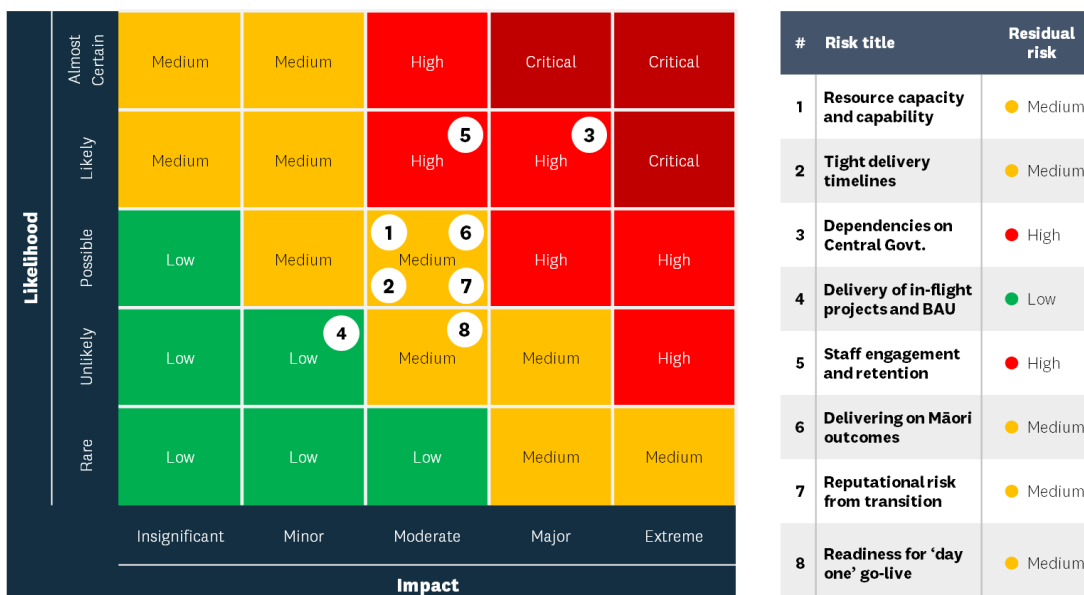 Likelihood
Almost
Certain
Medium
Medium
High
Critical
Critical
Likely
Medium
Medium
5
High
3
High
Critical
Possible
Low
Medium
1
6
Medium
2
7
High
High
Unlikely
Low
4
Low
8
Medium
Medium
High
Rare
Low
Low
Low
Medium
Medium
Insignificant
Minor
Moderate
Major
Extreme
Impact
# Risk title Residual
risk
1 Resource capacity
and capability
Medium
2 Tight delivery
timelines
Medium
3 Dependencies on
Central Govt.
High
4 Delivery of in-flight
projects and BAU
Low
5 Staff engagement
and retention
High
6 Delivering on Māori
outcomes
Medium
7 Reputational risk
from transition
Medium
8 Readiness for ‘day
one’ go-live
Medium